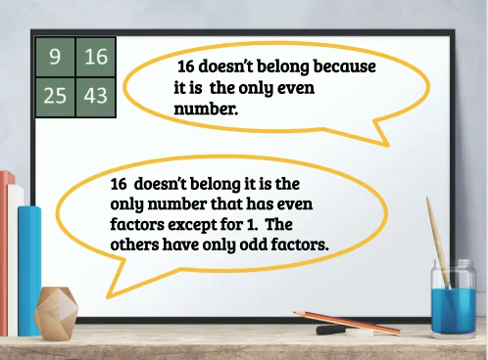 9 16
25 43
16 doesn't belong because
it is the only even
number.
16 doesn't belong it is the
only number that has even
factors except for 1. The
others have only odd factors.